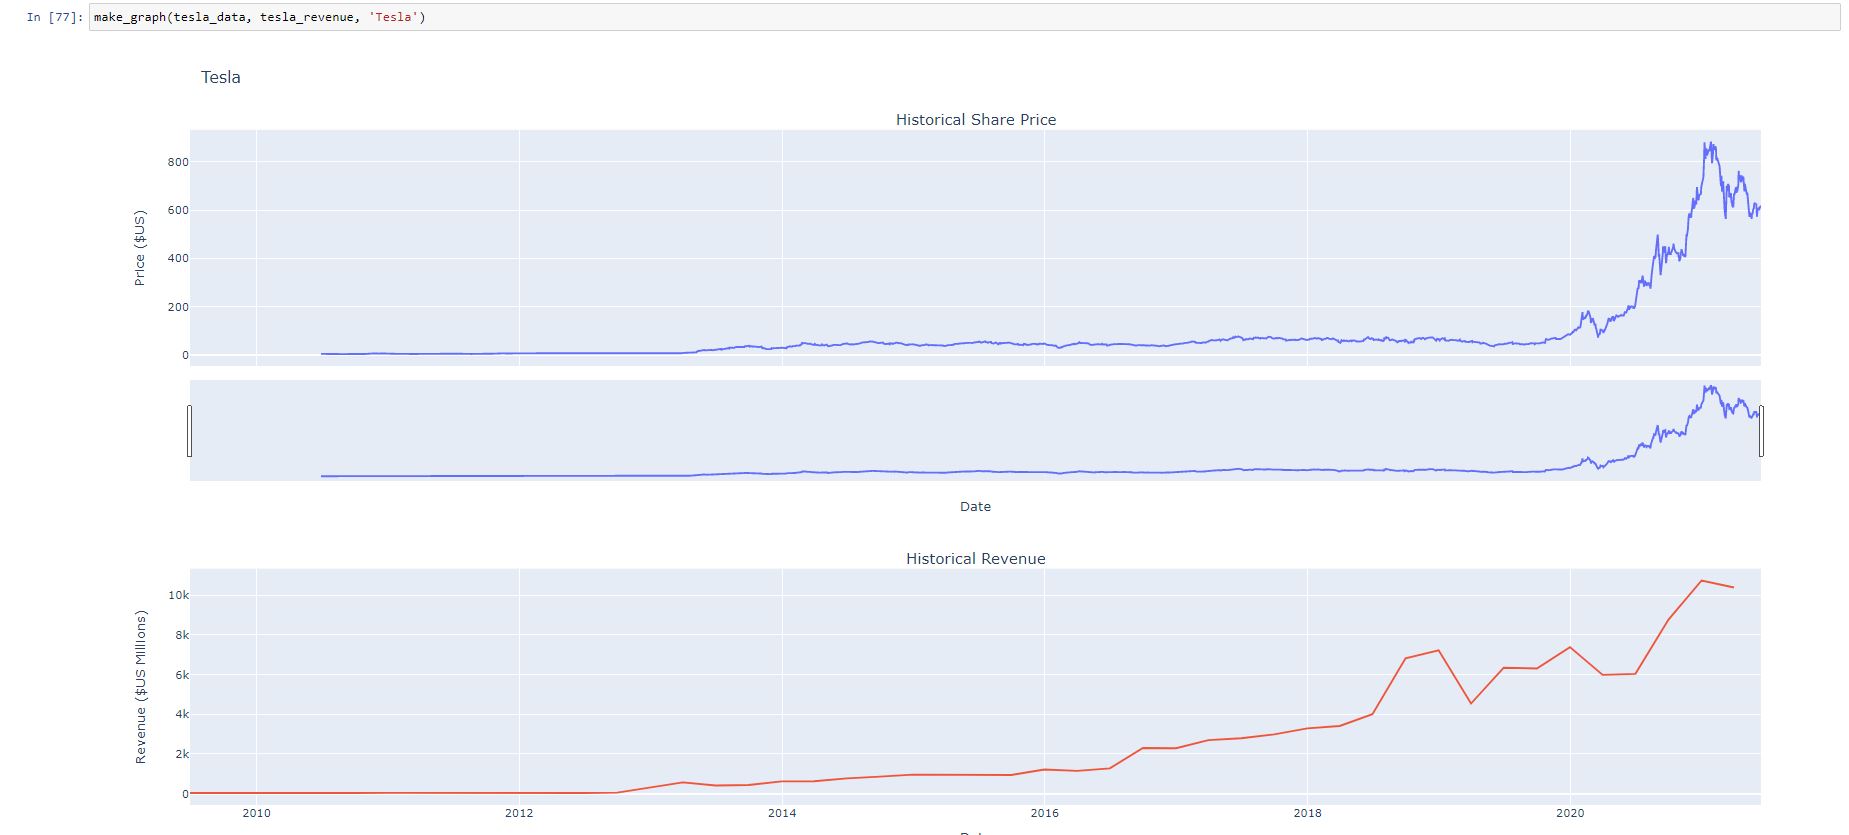 In [77]: make_graph(tesla_data, tesla_revenue, 'Tesla')
Tesla
Historical Share Price
Price ($US)
800
600
400
200
0
Date
Historical Revenue
Revenue ($US Millions)
10k
8k
6k
4k
2k
0
2010 2012 2014 2016 2018 2020